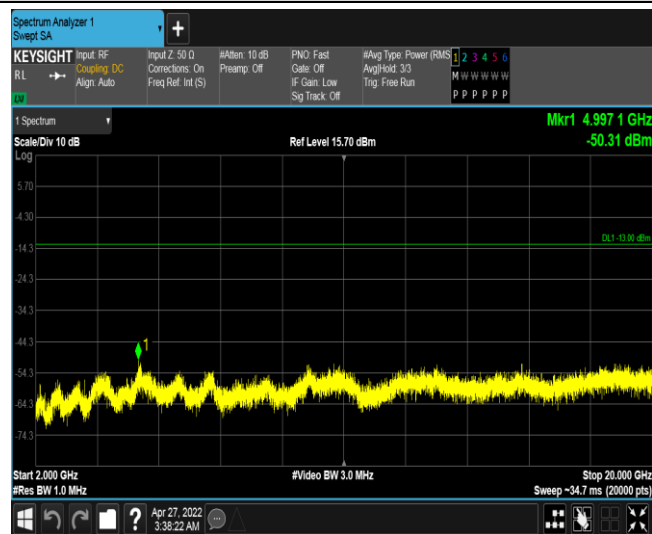 Spectrum Analyzer 1
Swept SA
+
KEYSIGHT
RL
Input: RF
Coupling: DC
Align: Auto
Input Z: 50 Ω
Corrections: On
Freq Ref: Int (S)
#Atten: 10 dB
Preamp: Off
PNO: Fast
Gate: Off
IF Gain: Low
Sig Track: Off
#Avg Type: Power (RMS
Avg|Hold: 3/3
Trig: Free Run
1 2 3 4 5 6
M W W W W W
P P P P P P
1 Spectrum
Scale/Div 10 dB
Ref Level 15.70 dBm
Mkr1 4.997 1 GHz
-50.31 dBm
Log
5.70
-4.30
DL1 -13.00 dBm
-14.3
-24.3
-34.3
-44.3
1
-54.3
-64.3
-74.3
Start 2.000 GHz
#Res BW 1.0 MHz
#Video BW 3.0 MHz
Stop 20.000 GHz
Sweep ~34.7 ms (20000 pts)
?
Apr 27, 2022
3:38:22 AM